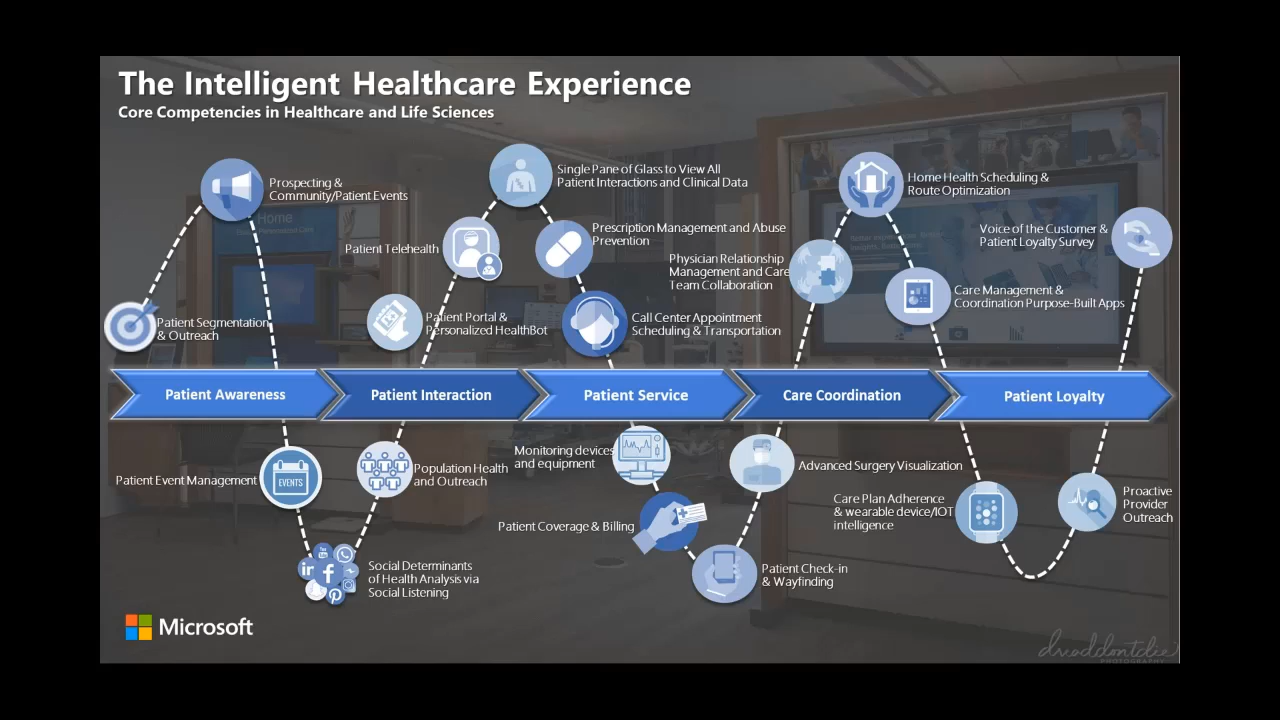 The Intelligent Healthcare Experience
Core Competencies in Healthcare and Life Sciences
Prospecting &
Community/Patient Events
Single Pane of Glass to View All
Patient Interactions and Clinical Data
Home Health Scheduling &
Route Optimization
Home
Patient Telehealth
Prescription Management and Abuse
Prevention
Physician Relationship
Management and Care
Team Collaboration
Voice of the Customer &
Patient Loyalty Survey
Patient Segmentation
& Outreach
Patient Portal &
Personalized HealthBot
Call Center Appointment
Scheduling & Transportation
Care Management &
Coordination Purpose-Built Apps
Patient Awareness
Patient Interaction
Patient Service
Care Coordination
Patient Loyalty
Patient Event Management
EVENTS
Population Health
and Outreach
Monitoring devices
and equipment
Advanced Surgery Visualization
Patient Coverage & Billing
Care Plan Adherence
& wearable device/IOT
intelligence
Proactive
Provider
Outreach
Social Determinants
of Health Analysis via
Social Listening
Patient Check-in
& Wayfinding
Microsoft
PHOTOGRAPHY